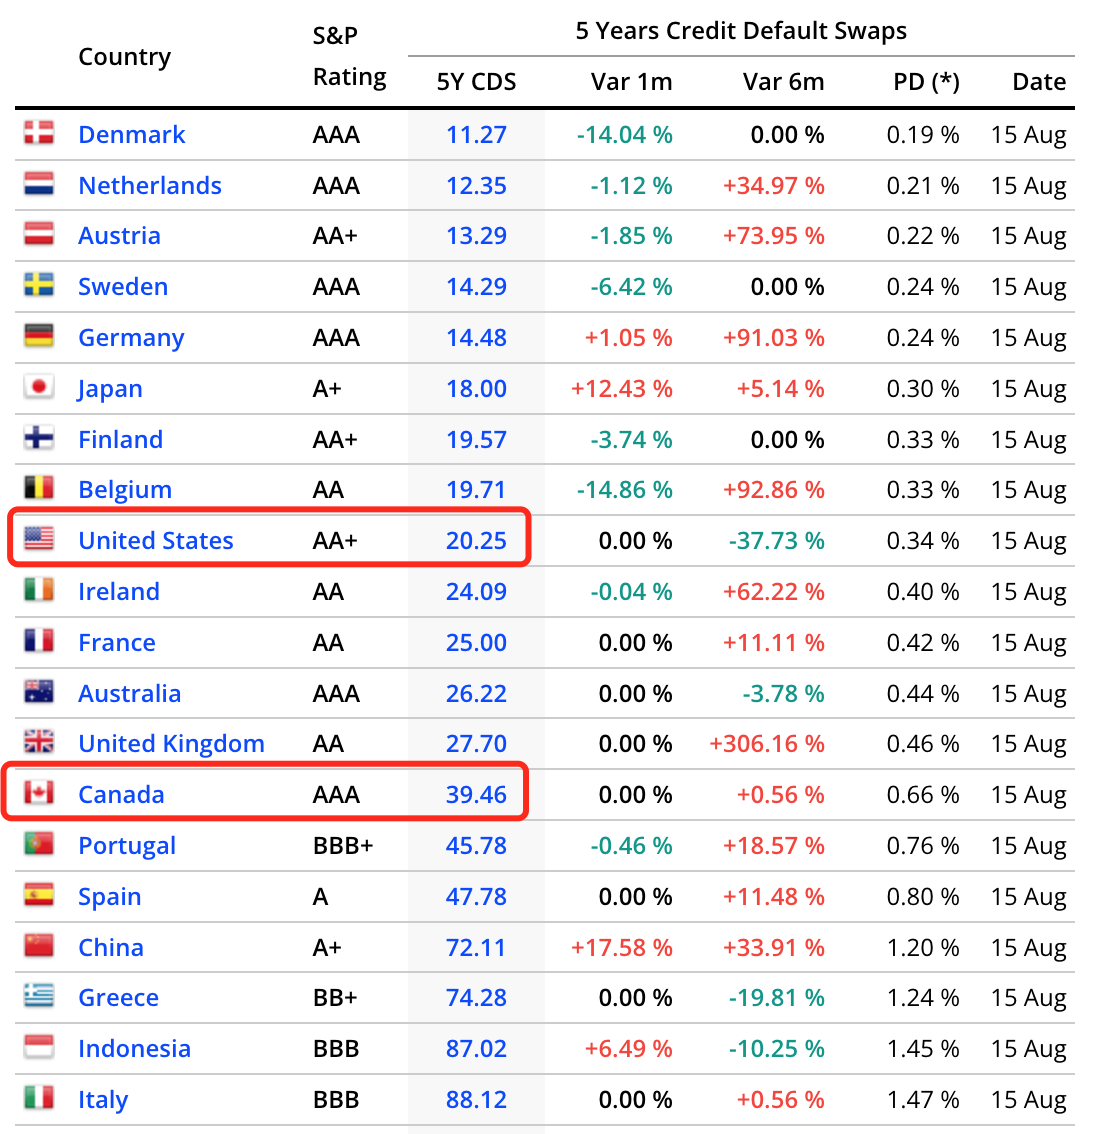 Country S&P Rating 5 Years Credit Default Swaps
5Y CDS Var 1m Var 6m PD (*) Date
Denmark AAA 11.27 -14.04 % 0.00 % 0.19 % 15 Aug
Netherlands AAA 12.35 -1.12 % +34.97 % 0.21 % 15 Aug
Austria AA+ 13.29 -1.85 % +73.95 % 0.22 % 15 Aug
Sweden AAA 14.29 -6.42 % 0.00 % 0.24 % 15 Aug
Germany AAA 14.48 +1.05 % +91.03 % 0.24 % 15 Aug
Japan A+ 18.00 +12.43 % +5.14 % 0.30 % 15 Aug
Finland AA+ 19.57 -3.74 % 0.00 % 0.33 % 15 Aug
Belgium AA 19.71 -14.86 % +92.86 % 0.33 % 15 Aug
United States AA+ 20.25 0.00 % -37.73 % 0.34 % 15 Aug
Ireland AA 24.09 -0.04 % +62.22 % 0.40 % 15 Aug
France AA 25.00 0.00 % +11.11 % 0.42 % 15 Aug
Australia AAA 26.22 0.00 % -3.78 % 0.44 % 15 Aug
United Kingdom AA 27.70 0.00 % +306.16 % 0.46 % 15 Aug
Canada AAA 39.46 0.00 % +0.56 % 0.66 % 15 Aug
Portugal BBB+ 45.78 -0.46 % +18.57 % 0.76 % 15 Aug
Spain A 47.78 0.00 % +11.48 % 0.80 % 15 Aug
China A+ 72.11 +17.58 % +33.91 % 1.20 % 15 Aug
Greece BB+ 74.28 0.00 % -19.81 % 1.24 % 15 Aug
Indonesia BBB 87.02 +6.49 % -10.25 % 1.45 % 15 Aug
Italy BBB 88.12 0.00 % +0.56 % 1.47 % 15 Aug